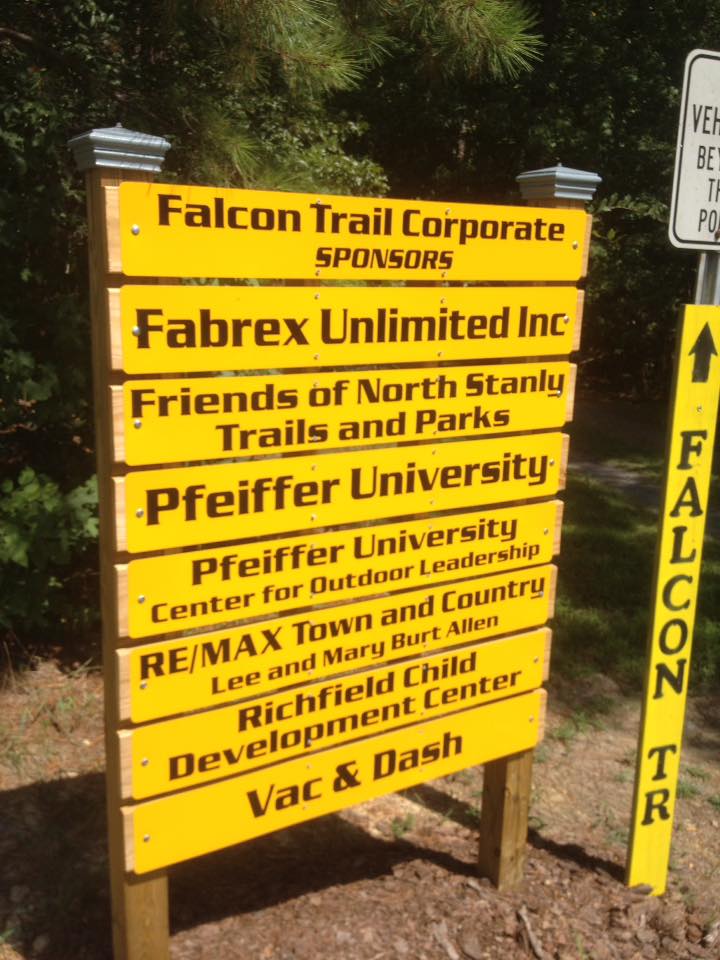 Falcon Trail Corporate
SPONSORS
Fabrex Unlimited Inc
Friends of North Stanly
Trails and Parks
Pfeiffer University
Pfeiffer University
Center for Outdoor Leadership
RE/MAX Town and Country
Lee and Mary Burt Allen
Richfield Child
Development Center
Vac & Dash
FALCON TR